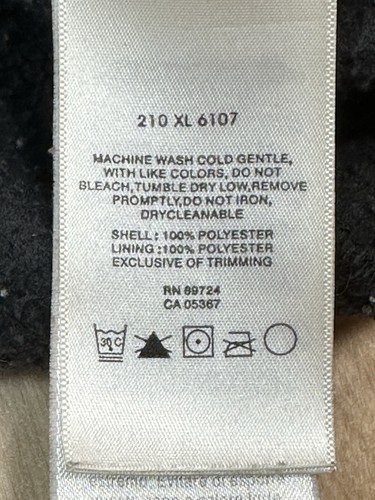 210 XL 6107
MACHINE WASH COLD GENTLE,
WITH LIKE COLORS, DO NOT
BLEACH,TUMBLE DRY LOW,REMOVE
PROMPTLY,DO NOT IRON,
DRYCLEANABLE
SHELL : 100% POLYESTER
LINING :100% POLYESTER
EXCLUSIVE OF TRIMMING
RN 89724
CA 05367
30°C